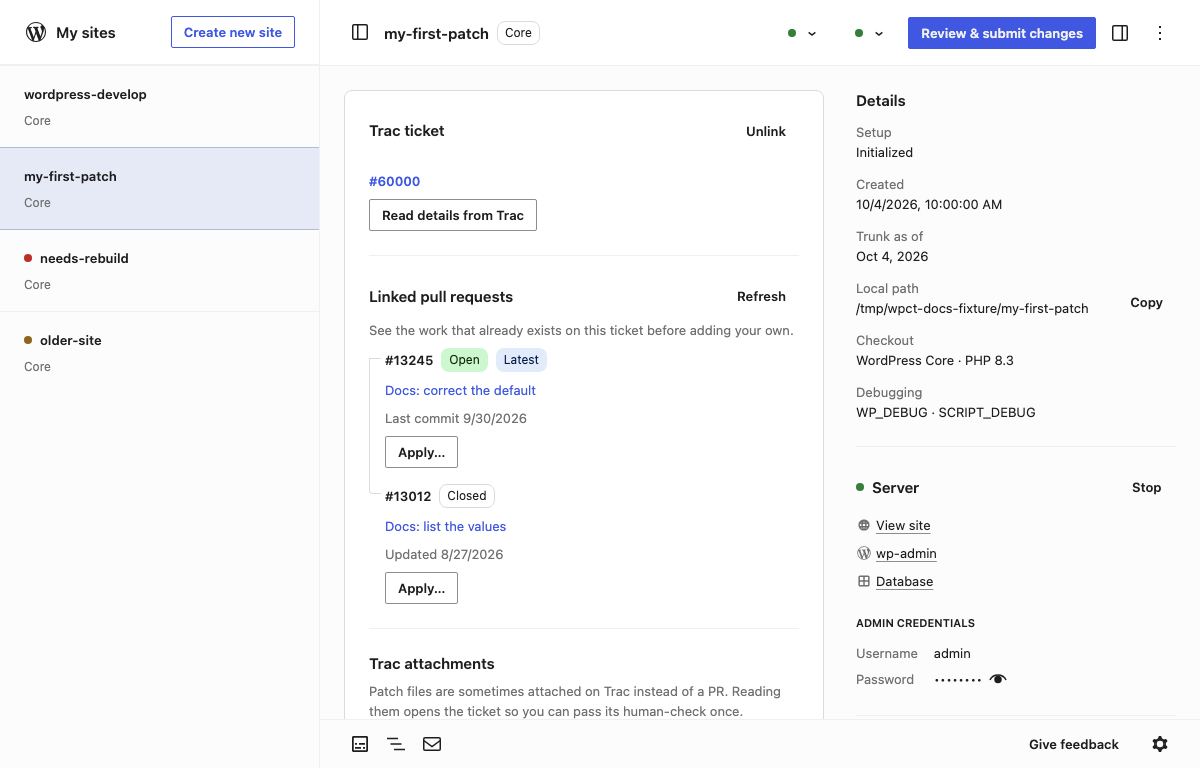 My sites
Create new site
wordpress-develop
Core
my-first-patch
Core
needs-rebuild
Core
older-site
Core
my-first-patch
Core
Review & submit changes
Trac ticket
Unlink
#60000
Read details from Trac
Linked pull requests
Refresh
See the work that already exists on this ticket before adding your own.
#13245 Open Latest
Docs: correct the default
Last commit 9/30/2026
Apply...
#13012 Closed
Docs: list the values
Updated 8/27/2026
Apply...
Trac attachments
Patch files are sometimes attached on Trac instead of a PR. Reading
them opens the ticket so you can pass its human-check once.
Details
Setup
Initialized
Created
10/4/2026, 10:00:00 AM
Trunk as of
Oct 4, 2026
Local path
/tmp/wpct-docs-fixture/my-first-patch
Copy
Checkout
WordPress Core · PHP 8.3
Debugging
WP_DEBUG · SCRIPT_DEBUG
Server
Stop
View site
wp-admin
Database
ADMIN CREDENTIALS
Username admin
Password ••••••••
Give feedback